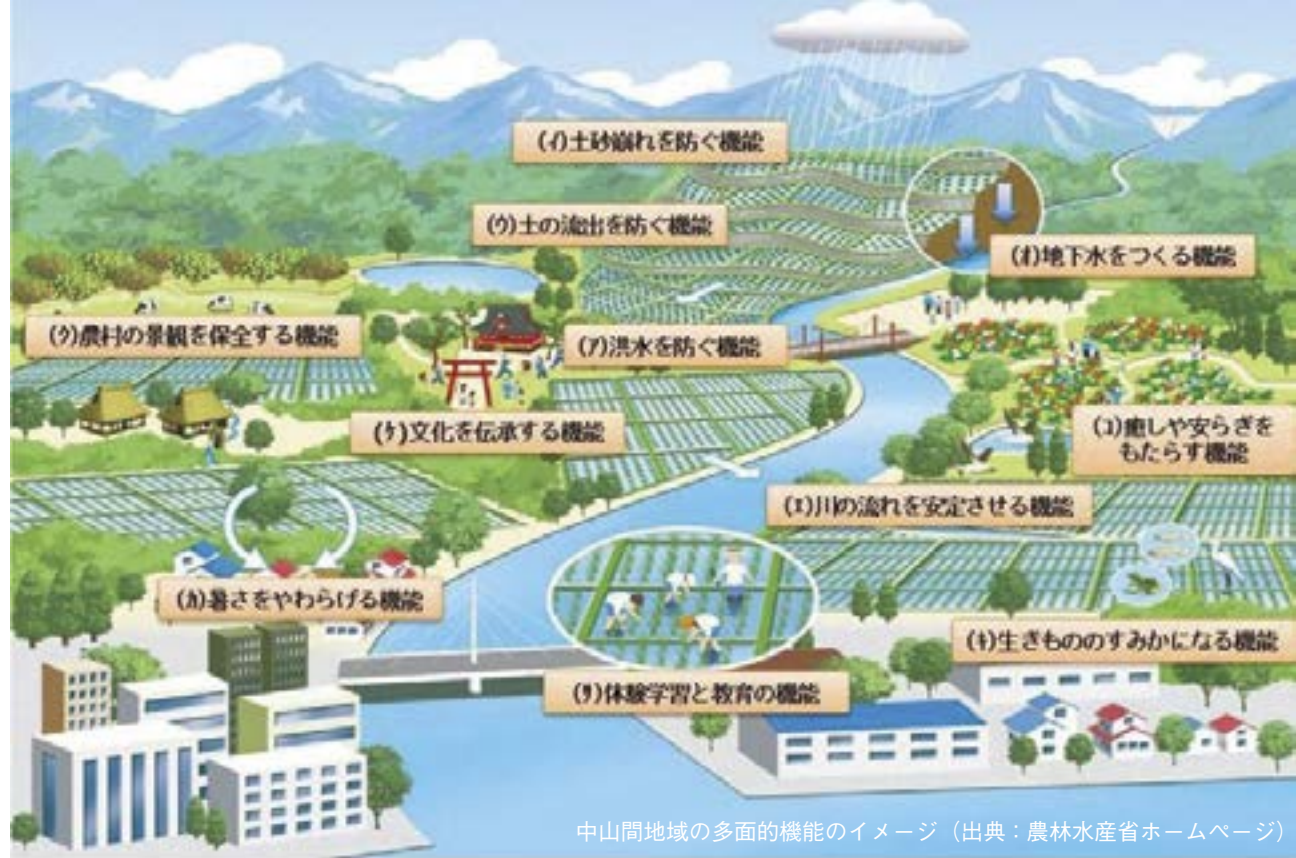 (イ)土砂崩れを防ぐ機能
(ウ)土の流出を防ぐ機能
(オ)地下水をつくる機能
(ク)農村の景観を保全する機能
(ア)洪水を防ぐ機能
(ケ)文化を伝承する機能
(コ)癒しや安らぎを
もたらす機能
(エ)川の流れを安定させる機能
(カ)暑さをやわらげる機能
(キ)生きもののすみかになる機能
(サ)体験学習と教育の機能
中山間地域の多面的機能のイメージ（出典：農林水産省ホームページ）